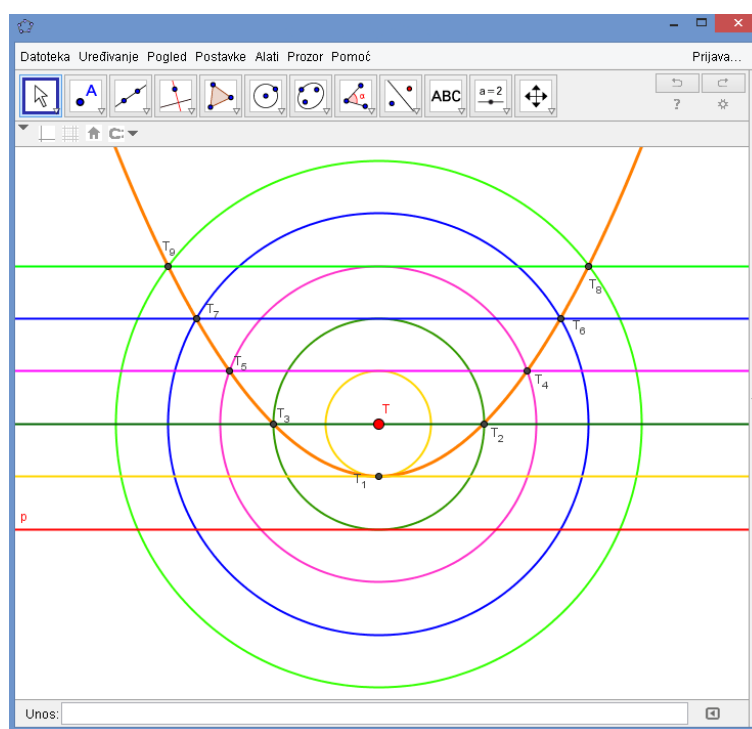 Datoteka Uređivanje Pogled Postavke Alati Prozor Pomoć Prijava...
A α ABC a=2
?
T₉
T₈
T₇
T₆
T₅
T₄
T
T₃
T₂
T₁
p
Unos: